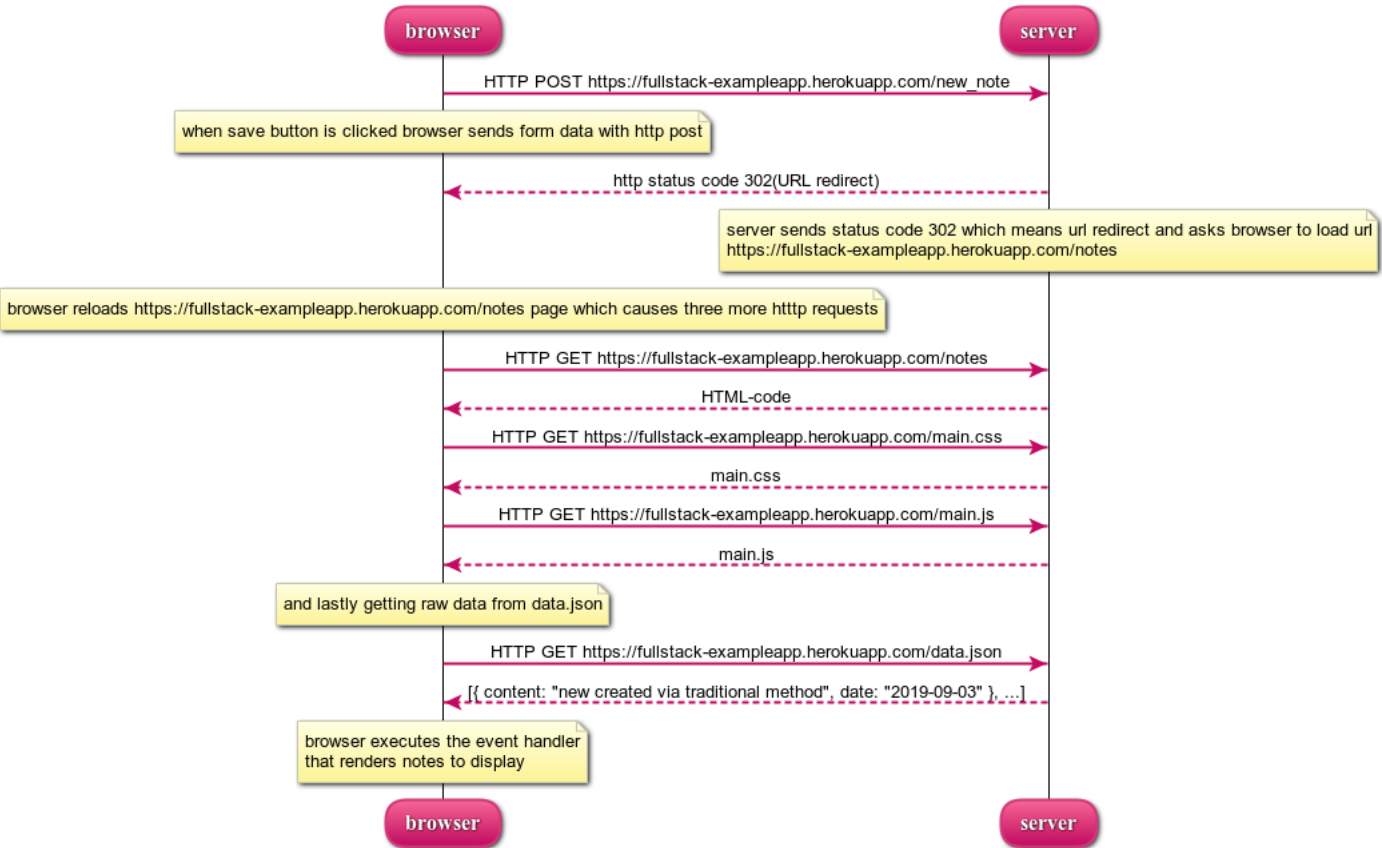 browser
server
HTTP POST https://fullstack-exampleapp.herokuapp.com/new_note
when save button is clicked browser sends form data with http post
http status code 302(URL redirect)
server sends status code 302 which means url redirect and asks browser to load url
https://fullstack-exampleapp.herokuapp.com/notes
browser reloads https://fullstack-exampleapp.herokuapp.com/notes page which causes three more htttp requests
HTTP GET https://fullstack-exampleapp.herokuapp.com/notes
HTML-code
HTTP GET https://fullstack-exampleapp.herokuapp.com/main.css
main.css
HTTP GET https://fullstack-exampleapp.herokuapp.com/main.js
main.js
and lastly getting raw data from data.json
HTTP GET https://fullstack-exampleapp.herokuapp.com/data.json
[{ content: "new created via traditional method", date: "2019-09-03" }, ...]
browser executes the event handler
that renders notes to display
browser
server